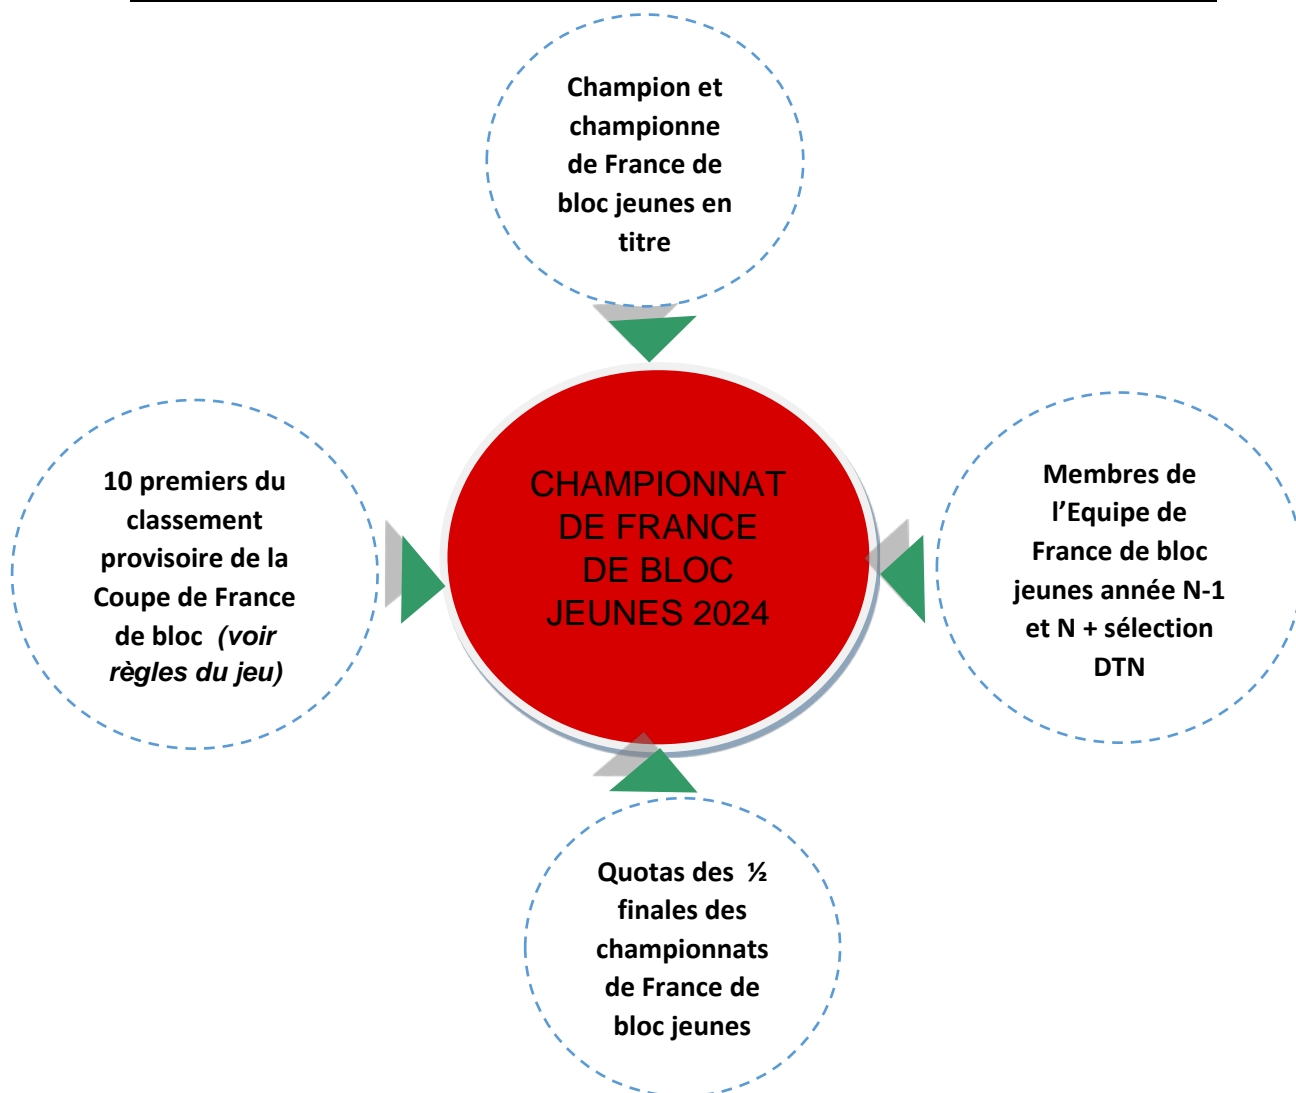 Champion et
championne
de France de
bloc jeunes en
titre
10 premiers du
classement
provisoire de la
Coupe de France
de bloc (voir
règles du jeu)
CHAMPIONNAT
DE FRANCE
DE BLOC
JEUNES 2024
Membres de
l’Equipe de
France de bloc
jeunes année N-1
et N + sélection
DTN
Quotas des ½
finales des
championnats
de France de
bloc jeunes